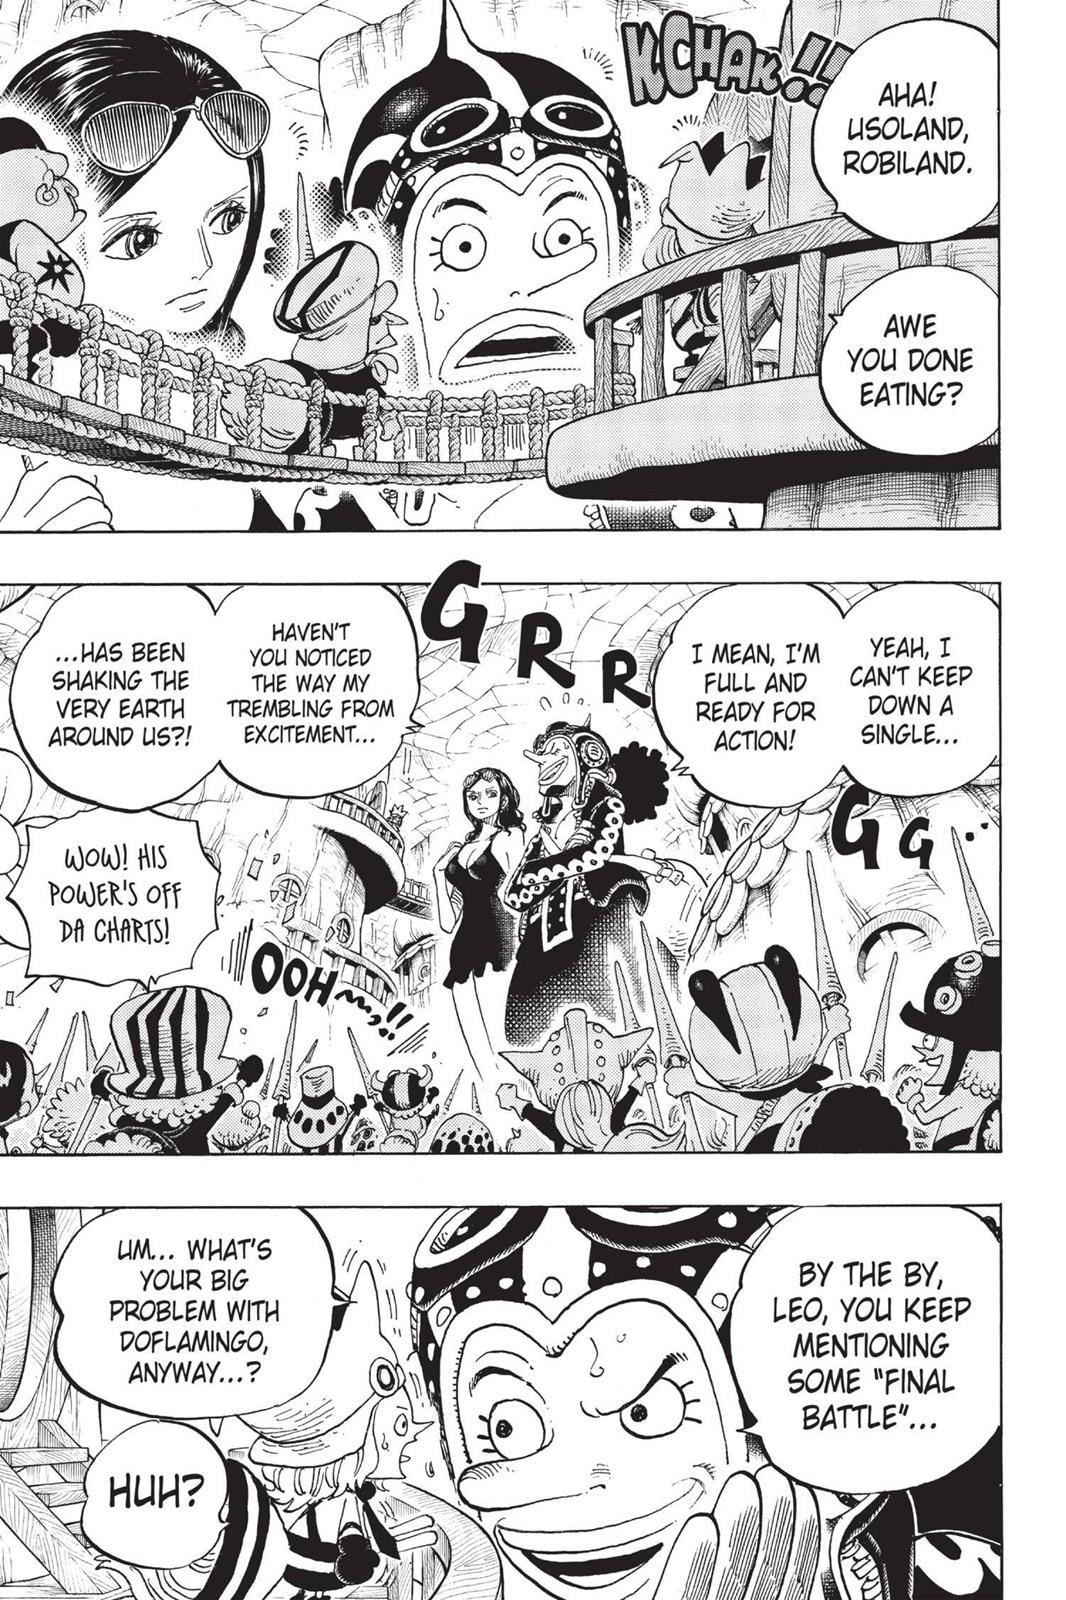 KCHAK!!
AHA!
USOLAND,
ROBILAND.
AWE
YOU DONE
EATING?
YEAH, I
CAN'T KEEP
DOWN A
SINGLE...
I MEAN, I'M
FULL AND
READY FOR
ACTION!
GRR
GG...
HAVEN'T
YOU NOTICED
THE WAY MY
TREMBLING FROM
EXCITEMENT...
...HAS BEEN
SHAKING THE
VERY EARTH
AROUND US?!
WOW! HIS
POWER'S OFF
DA CHARTS!
OOH~~!!
BY THE BY,
LEO, YOU KEEP
MENTIONING
SOME "FINAL
BATTLE"...
UM... WHAT'S
YOUR BIG
PROBLEM WITH
DOFLAMINGO,
ANYWAY...?
HUH?